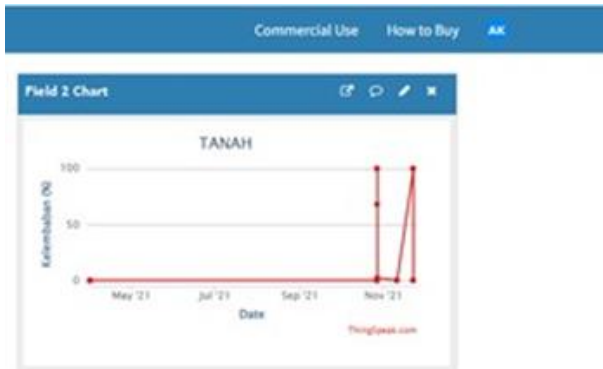 Commercial Use How to Buy AK
Field 2 Chart
TANAH
Kelembaban (%)
100
50
0
May '21 Jul '21 Sep '21 Nov '21
Date
ThingSpeak.com